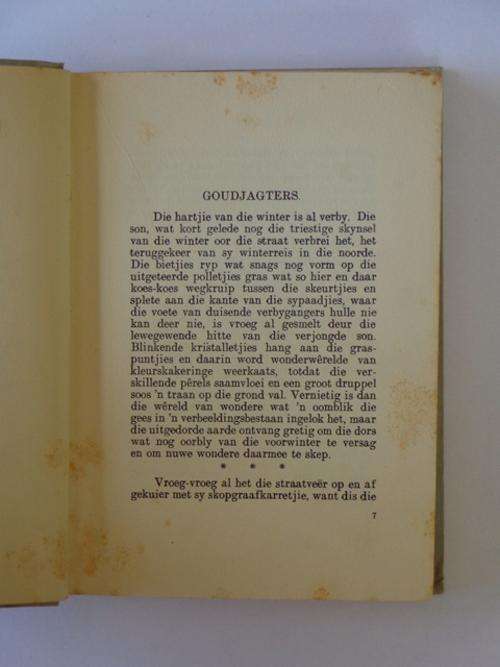 GOUDJAGTERS.
Die hartjie van die winter is al verby. Die
son, wat kort gelede nog die triestige skynsel
van die winter oor die straat verbrei het, het
teruggekeer van sy winterreis in die noorde.
Die bietjies ryp wat snags nog vorm op die
uitgeteerde polletjies gras wat so hier en daar
koes-koes wegkruip tussen die skeurtjies en
splete aan die kante van die sypaadjies, waar
die voete van duisende verbygangers hulle nie
kan deer nie, is vroeg al gesmelt deur die
lewegewende hitte van die verjongde son.
Blinkende kristalletjies hang aan die gras-
puntjies en daarin word wonderwêrelde van
kleurskakeringe weerkaats, totdat die ver-
skillende pêrels saamvloei en een groot druppel
soos 'n traan op die grond val. Vernietig is dan
die wêreld van wondere wat 'n oomblik die
gees in 'n verbeeldingsbestaan ingelok het, maar
die uitgedorde aarde ontvang gretig om die dors
wat nog oorbly van die voorwinter te versag
en om nuwe wondere daarmee te skep.
* * *
Vroeg-vroeg al het die straatveër op en af
gekuier met sy skopgraafkarretjie, want dis die
7